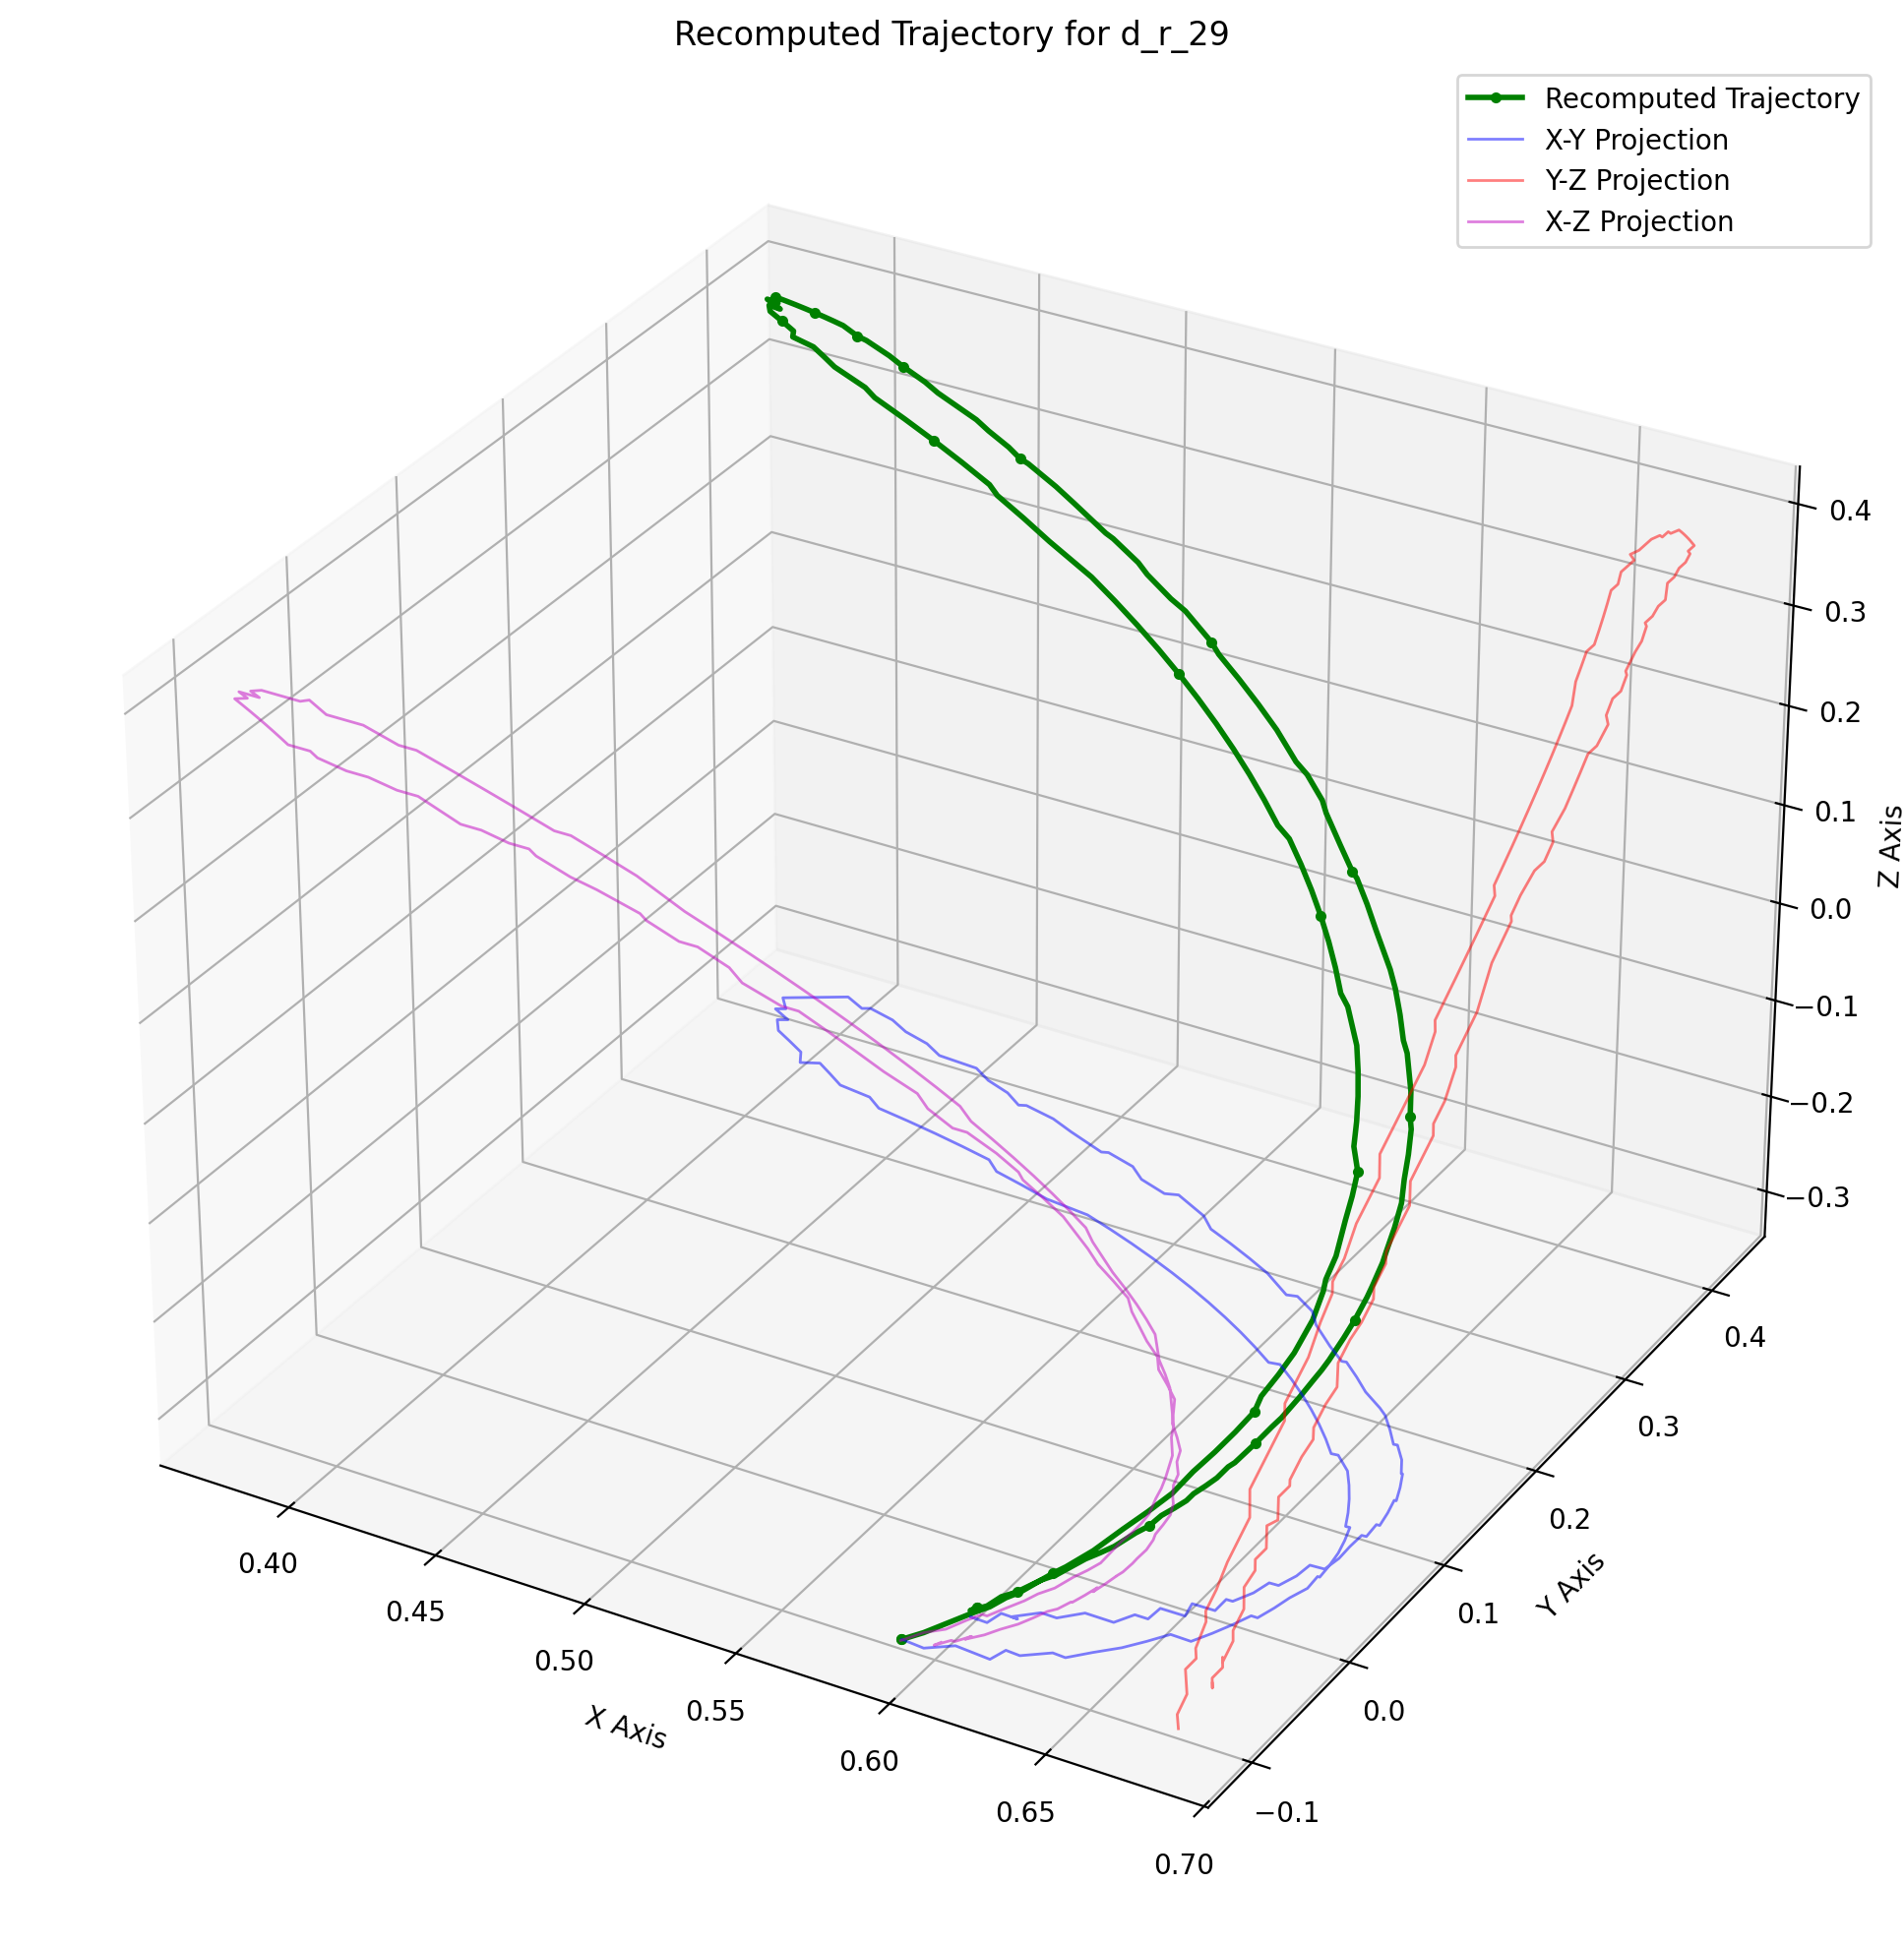 Recomputed Trajectory for d_r_29
Recomputed Trajectory
X-Y Projection
Y-Z Projection
X-Z Projection
0.4
0.3
0.2
0.1
0.0
−0.1
−0.2
−0.3
Z Axis
0.4
0.3
0.2
0.1
0.0
−0.1
Y Axis
0.40
0.45
0.50
0.55
0.60
0.65
0.70
X Axis